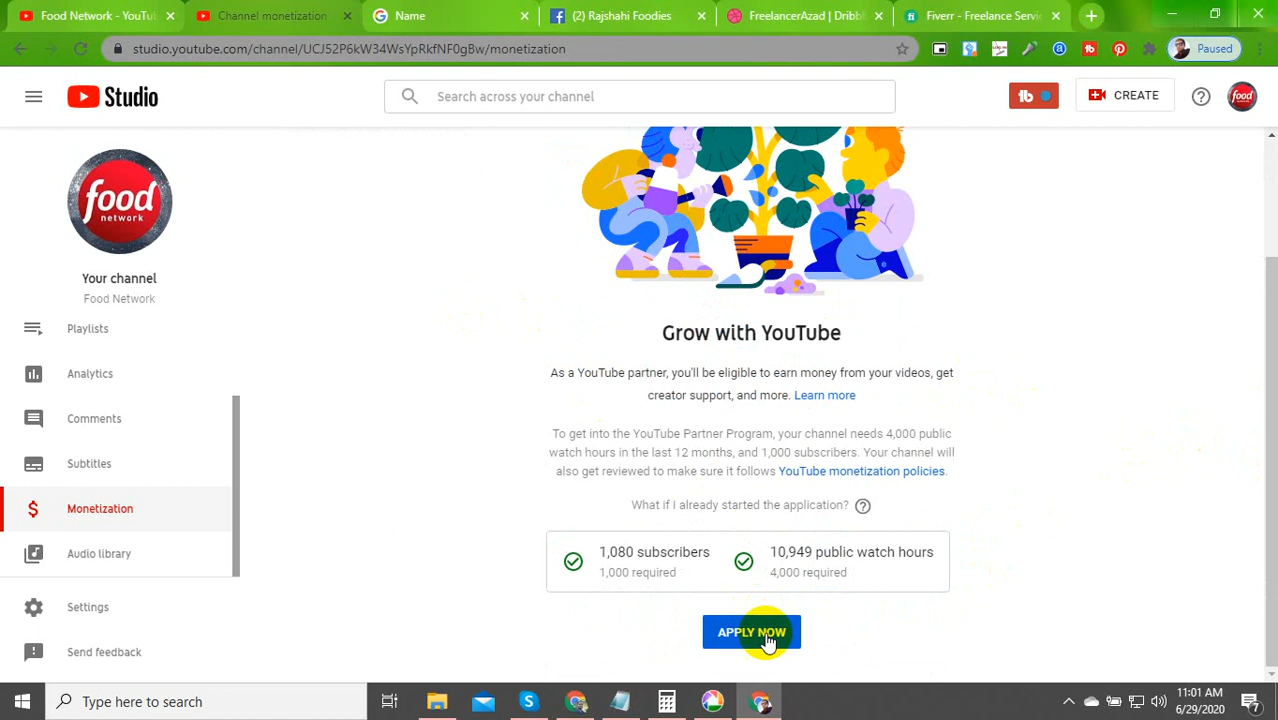 Food Network - YouTu
Channel monetization
Name
(2) Rajshahi Foodies
FreelancerAzad | Dribbl
Fiverr - Freelance Servic
studio.youtube.com/channel/UCJ52P6kW34WsYpRkfNF0gBw/monetization
Paused
Studio
Search across your channel
CREATE
food
food
network
Your channel
Food Network
Playlists
Analytics
Comments
Subtitles
Monetization
Audio library
Settings
Send feedback
Grow with YouTube
As a YouTube partner, you'll be eligible to earn money from your videos, get
creator support, and more. Learn more
To get into the YouTube Partner Program, your channel needs 4,000 public
watch hours in the last 12 months, and 1,000 subscribers. Your channel will
also get reviewed to make sure it follows YouTube monetization policies.
What if I already started the application?
1,080 subscribers
1,000 required
10,949 public watch hours
4,000 required
APPLY NOW
Type here to search
11:01 AM
6/29/2020